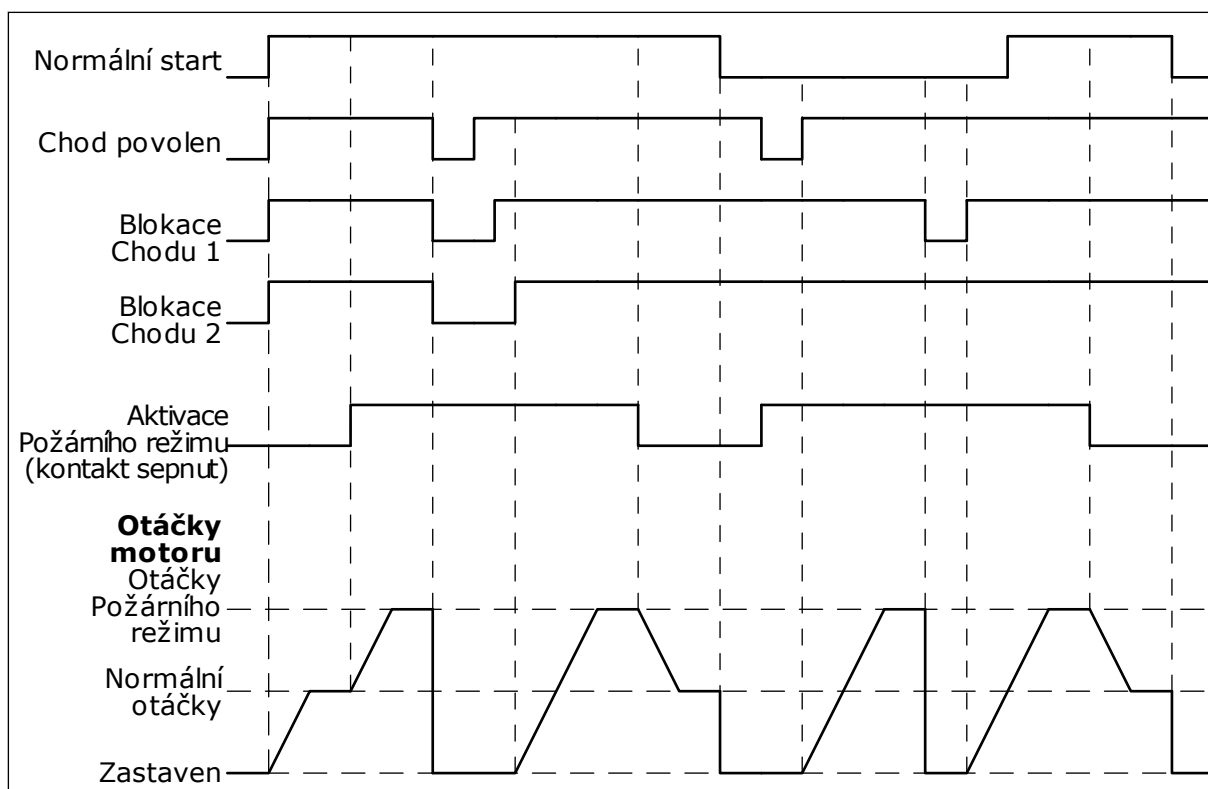 Normální start
Chod povolen
Blokace
Chodu 1
Blokace
Chodu 2
Aktivace
Požárního režimu
(kontakt sepnut)
Otáčky
motoru
Otáčky
Požárního
režimu
Normální
otáčky
Zastaven